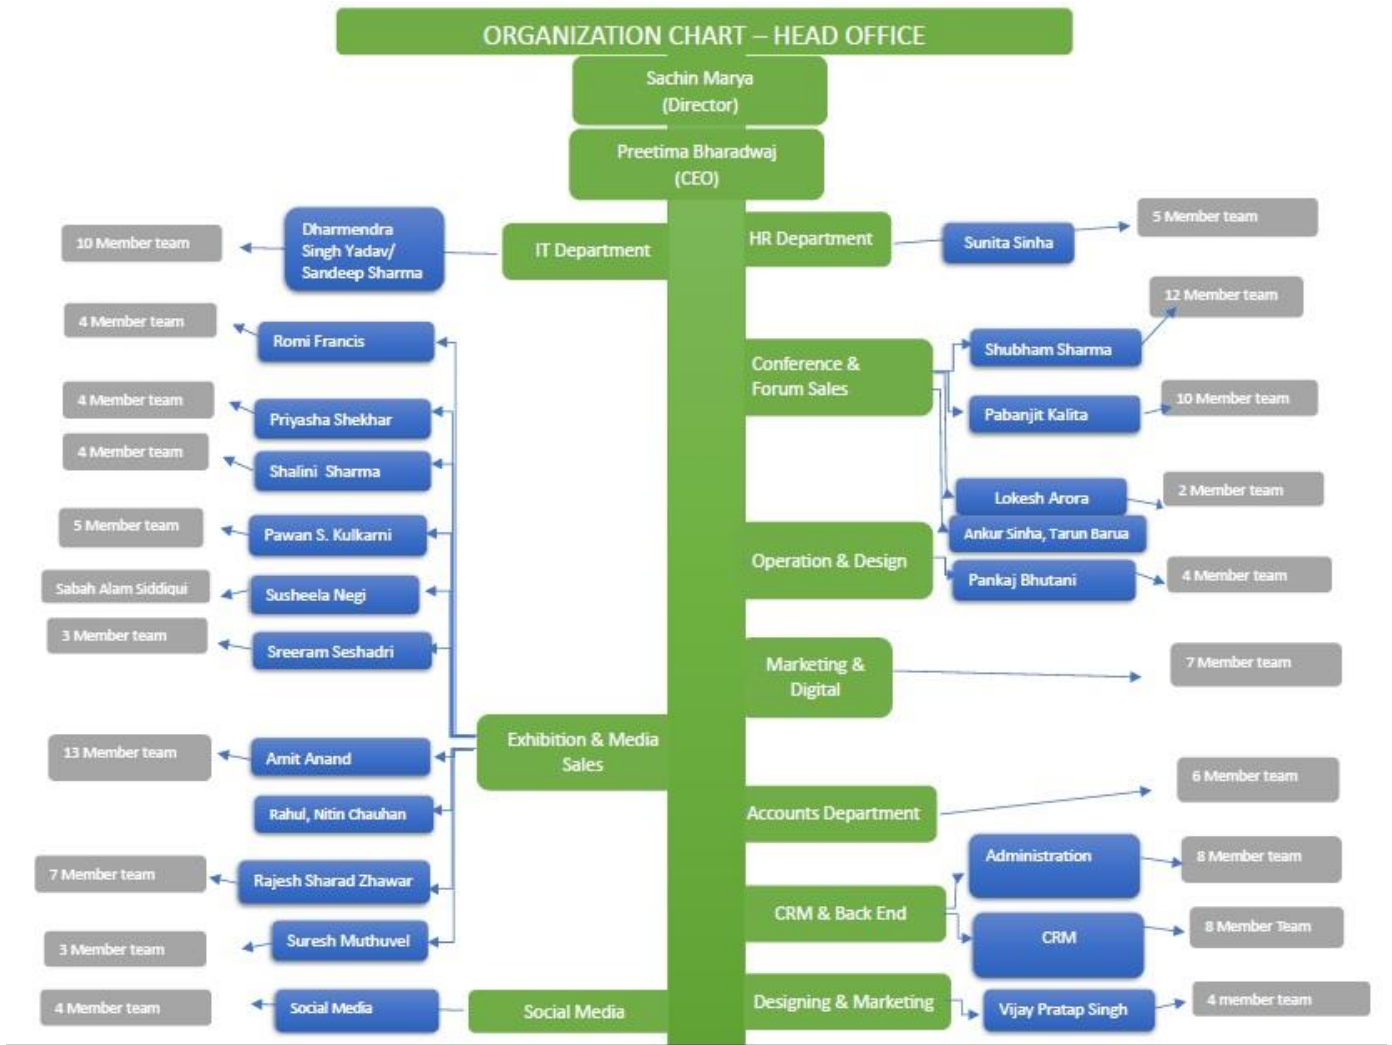 ORGANIZATION CHART – HEAD OFFICE
Sachin Marya
(Director)
Preetima Bharadwaj
(CEO)
10 Member team
Dharmendra
Singh Yadav/
Sandeep Sharma
IT Department
HR Department
Sunita Sinha
5 Member team
4 Member team
Romi Francis
4 Member team
Priyasha Shekhar
4 Member team
Shalini Sharma
5 Member team
Pawan S. Kulkarni
Sabah Alam Siddiqui
Susheela Negi
3 Member team
Sreeram Seshadri
13 Member team
Amit Anand
Rahul, Nitin Chauhan
7 Member team
Rajesh Sharad Zhawar
3 Member team
Suresh Muthuvel
Exhibition & Media
Sales
4 Member team
Social Media
Social Media
Conference &
Forum Sales
Shubham Sharma
12 Member team
Pabanjit Kalita
10 Member team
Lokesh Arora
2 Member team
Ankur Sinha, Tarun Barua
Operation & Design
Pankaj Bhutani
4 Member team
Marketing &
Digital
7 Member team
Accounts Department
6 Member team
CRM & Back End
Administration
8 Member team
CRM
8 Member Team
Designing & Marketing
Vijay Pratap Singh
4 member team